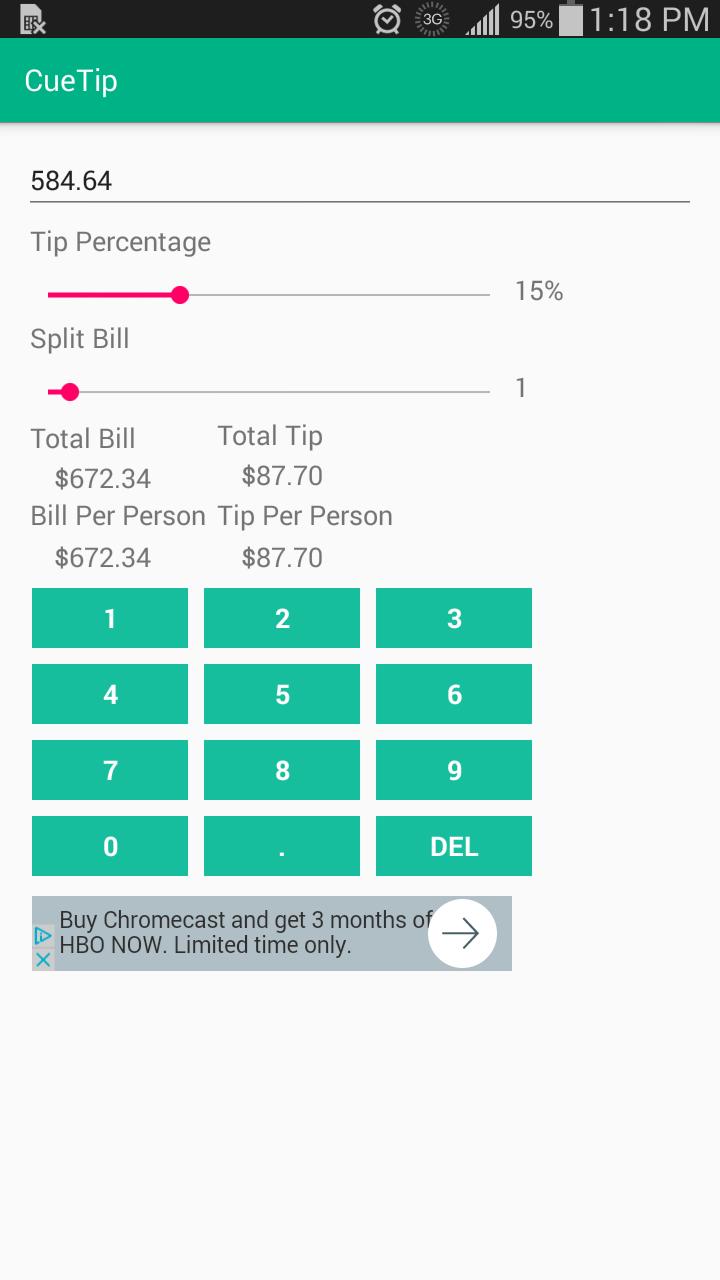 3G 95% 1:18 PM
CueTip
584.64
Tip Percentage
15%
Split Bill
1
Total Bill Total Tip
$672.34 $87.70
Bill Per Person Tip Per Person
$672.34 $87.70
1 2 3
4 5 6
7 8 9
0 . DEL
Buy Chromecast and get 3 months of
HBO NOW. Limited time only.